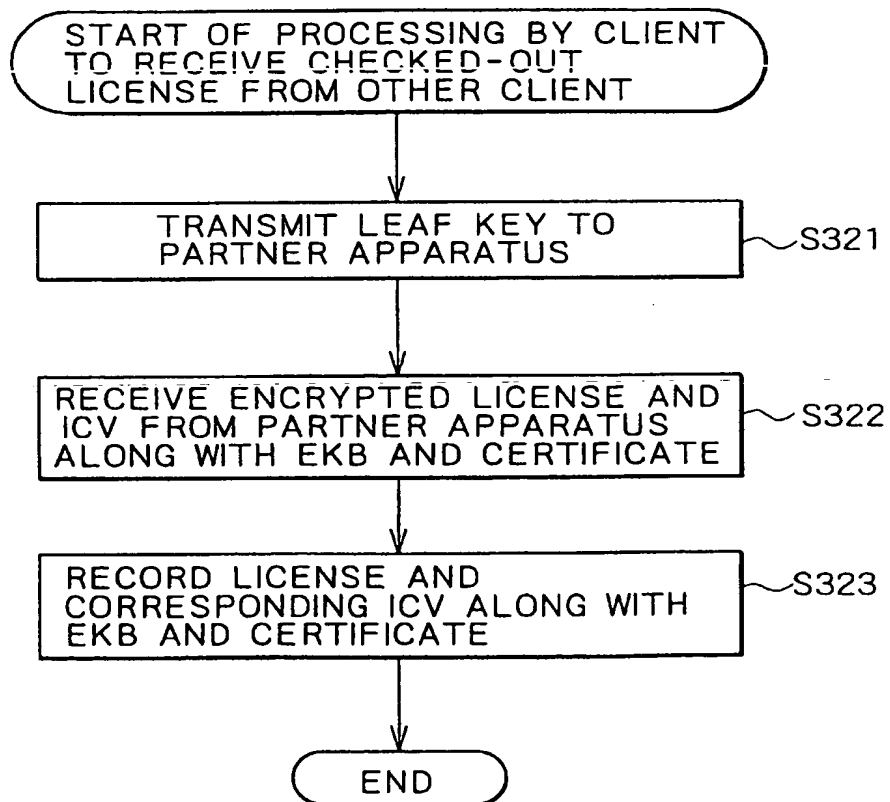 START OF PROCESSING BY CLIENT
TO RECEIVE CHECKED-OUT
LICENSE FROM OTHER CLIENT
TRANSMIT LEAF KEY TO
PARTNER APPARATUS
S321
RECEIVE ENCRYPTED LICENSE AND
ICV FROM PARTNER APPARATUS
ALONG WITH EKB AND CERTIFICATE
S322
RECORD LICENSE AND
CORRESPONDING ICV ALONG WITH
EKB AND CERTIFICATE
S323
END